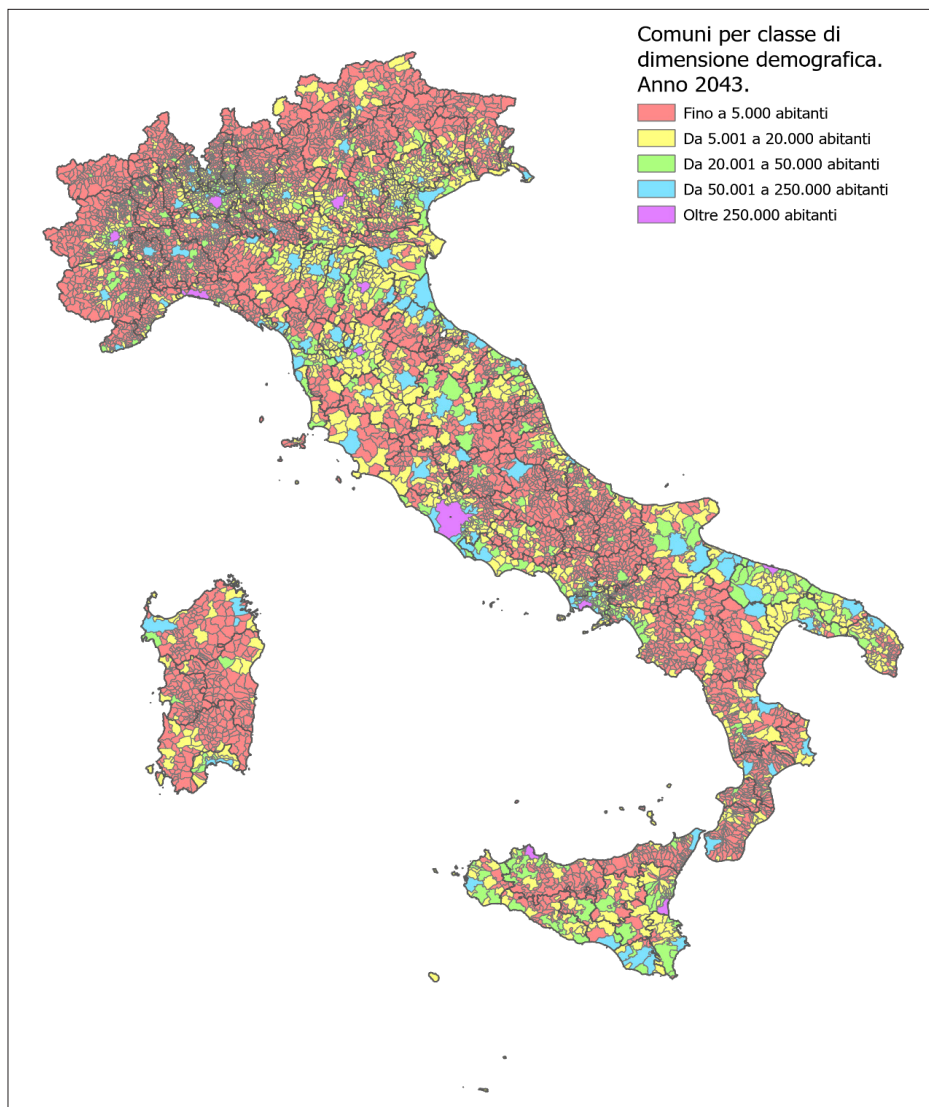 Comuni per classe di
dimensione demografica.
Anno 2043.
Fino a 5.000 abitanti
Da 5.001 a 20.000 abitanti
Da 20.001 a 50.000 abitanti
Da 50.001 a 250.000 abitanti
Oltre 250.000 abitanti